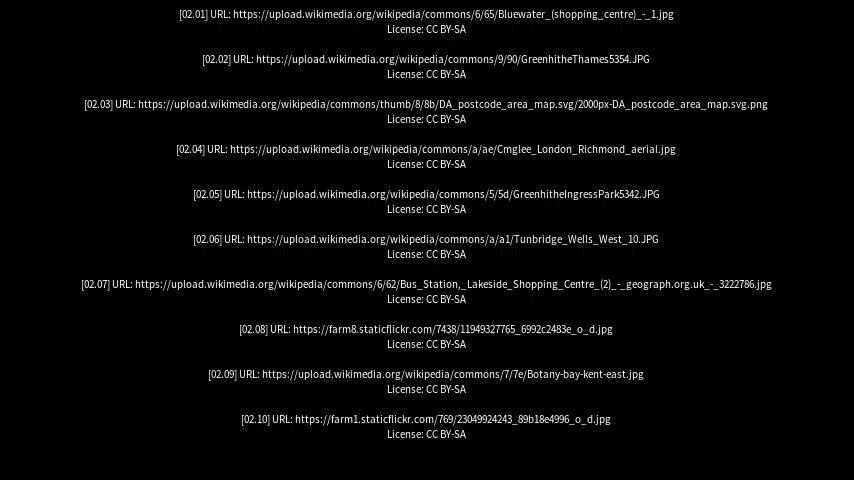 [02.01] URL: https://upload.wikimedia.org/wikipedia/commons/6/65/Bluewater_(shopping_centre)_-_1.jpg
License: CC BY-SA
[02.02] URL: https://upload.wikimedia.org/wikipedia/commons/9/90/GreenhitheThames5354.JPG
License: CC BY-SA
[02.03] URL: https://upload.wikimedia.org/wikipedia/commons/thumb/8/8b/DA_postcode_area_map.svg/2000px-DA_postcode_area_map.svg.png
License: CC BY-SA
[02.04] URL: https://upload.wikimedia.org/wikipedia/commons/a/ae/Cmglee_London_Richmond_aerial.jpg
License: CC BY-SA
[02.05] URL: https://upload.wikimedia.org/wikipedia/commons/5/5d/GreenhitheIngressPark5342.JPG
License: CC BY-SA
[02.06] URL: https://upload.wikimedia.org/wikipedia/commons/a/a1/Tunbridge_Wells_West_10.JPG
License: CC BY-SA
[02.07] URL: https://upload.wikimedia.org/wikipedia/commons/6/62/Bus_Station,_Lakeside_Shopping_Centre_(2)_-_geograph.org.uk_-_3222786.jpg
License: CC BY-SA
[02.08] URL: https://farm8.staticflickr.com/7438/11949327765_6992c2483e_o_d.jpg
License: CC BY-SA
[02.09] URL: https://upload.wikimedia.org/wikipedia/commons/7/7e/Botany-bay-kent-east.jpg
License: CC BY-SA
[02.10] URL: https://farm1.staticflickr.com/769/23049924243_89b18e4996_o_d.jpg
License: CC BY-SA